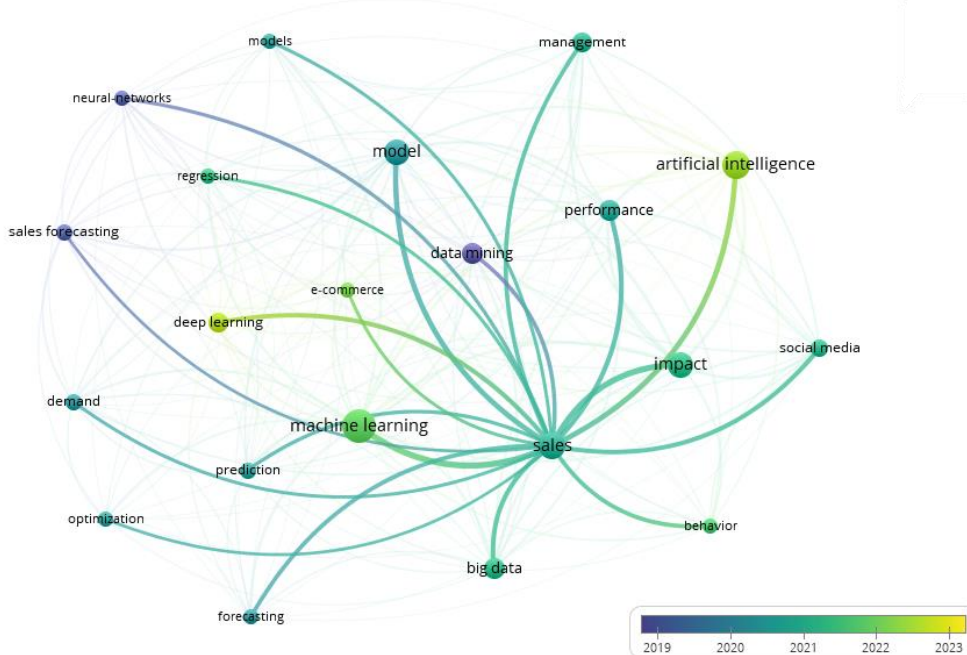 models
management
neural-networks
model
artificial intelligence
regression
performance
sales forecasting
data mining
e-commerce
deep learning
social media
impact
demand
machine learning
sales
prediction
optimization
behavior
big data
forecasting
2019 2020 2021 2022 2023